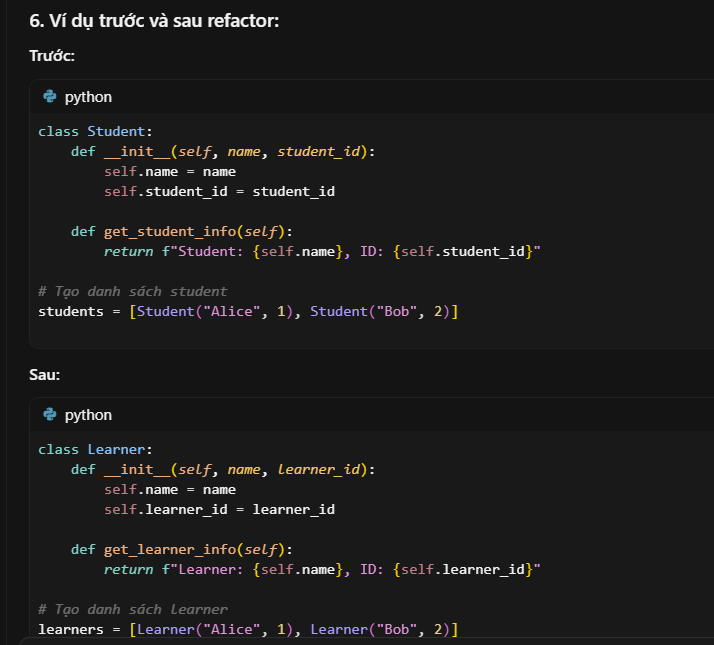 6. Ví dụ trước và sau refactor:
Trước:
python
class Student:
    def __init__(self, name, student_id):
        self.name = name
        self.student_id = student_id
    def get_student_info(self):
        return f"Student: {self.name}, ID: {self.student_id}"
# Tạo danh sách student
students = [Student("Alice", 1), Student("Bob", 2)]
Sau:
python
class Learner:
    def __init__(self, name, learner_id):
        self.name = name
        self.learner_id = learner_id
    def get_learner_info(self):
        return f"Learner: {self.name}, ID: {self.learner_id}"
# Tạo danh sách learner
learners = [Learner("Alice", 1), Learner("Bob", 2)]